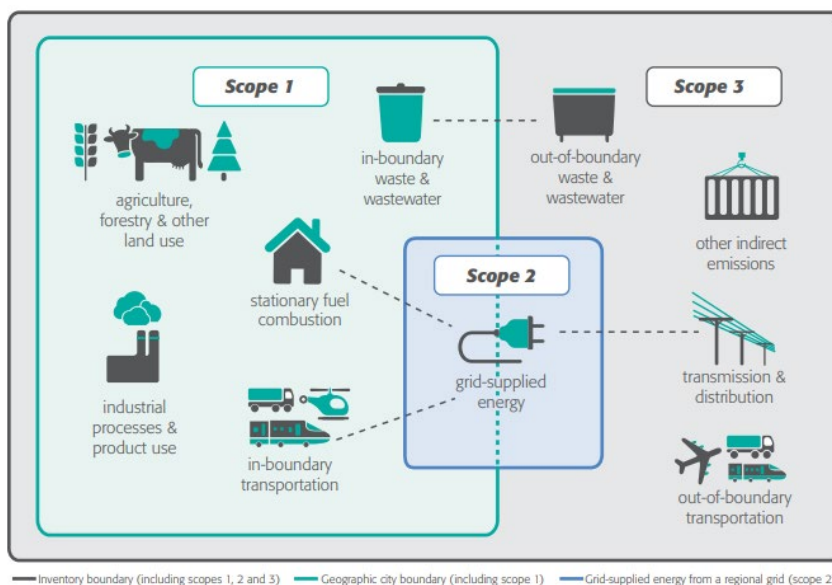 Scope 1
Scope 3
in-boundary
waste &
wastewater
out-of-boundary
waste &
wastewater
agriculture,
forestry & other
land use
other indirect
emissions
Scope 2
stationary fuel
combustion
grid-supplied
energy
transmission &
distribution
industrial
processes &
product use
in-boundary
transportation
out-of-boundary
transportation
Inventory boundary (including scopes 1, 2 and 3) Geographic city boundary (including scope 1) Grid-supplied energy from a regional grid (scope 2